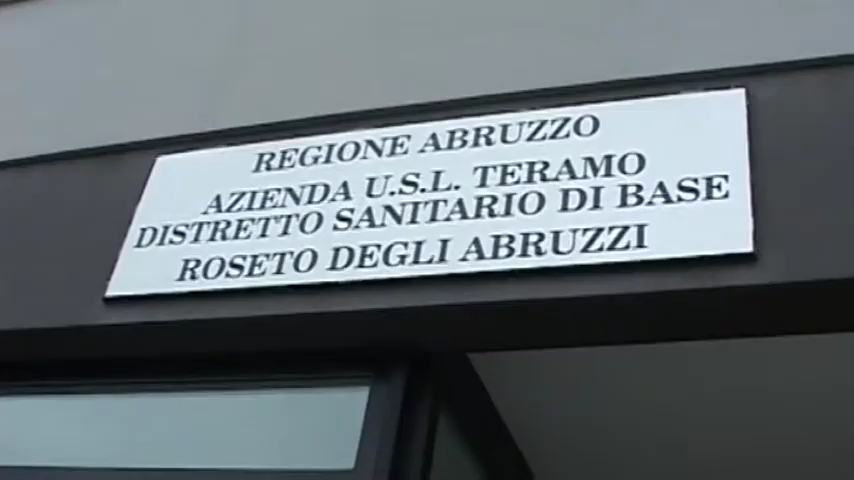 REGIONE ABRUZZO
AZIENDA U.S.L. TERAMO
DISTRETTO SANITARIO DI BASE
ROSETO DEGLI ABRUZZI